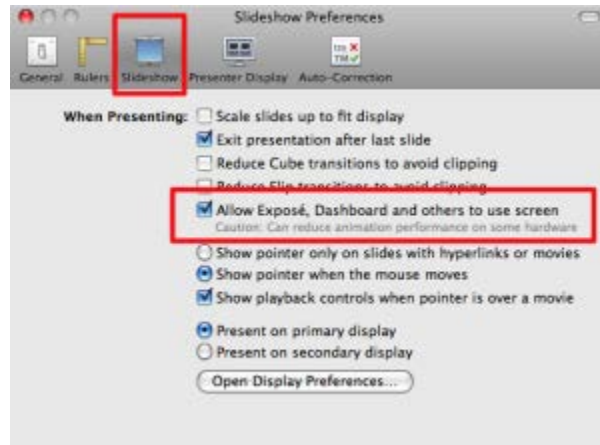 Slideshow Preferences
General Rulers Slideshow Presenter Display Auto-Correction
When Presenting: Scale slides up to fit display
Exit presentation after last slide
Reduce Cube transitions to avoid clipping
Reduce Flip transitions to avoid clipping
Allow Exposé, Dashboard and others to use screen
Caution: Can reduce animation performance on some hardware
Show pointer only on slides with hyperlinks or movies
Show pointer when the mouse moves
Show playback controls when pointer is over a movie
Present on primary display
Present on secondary display
Open Display Preferences...